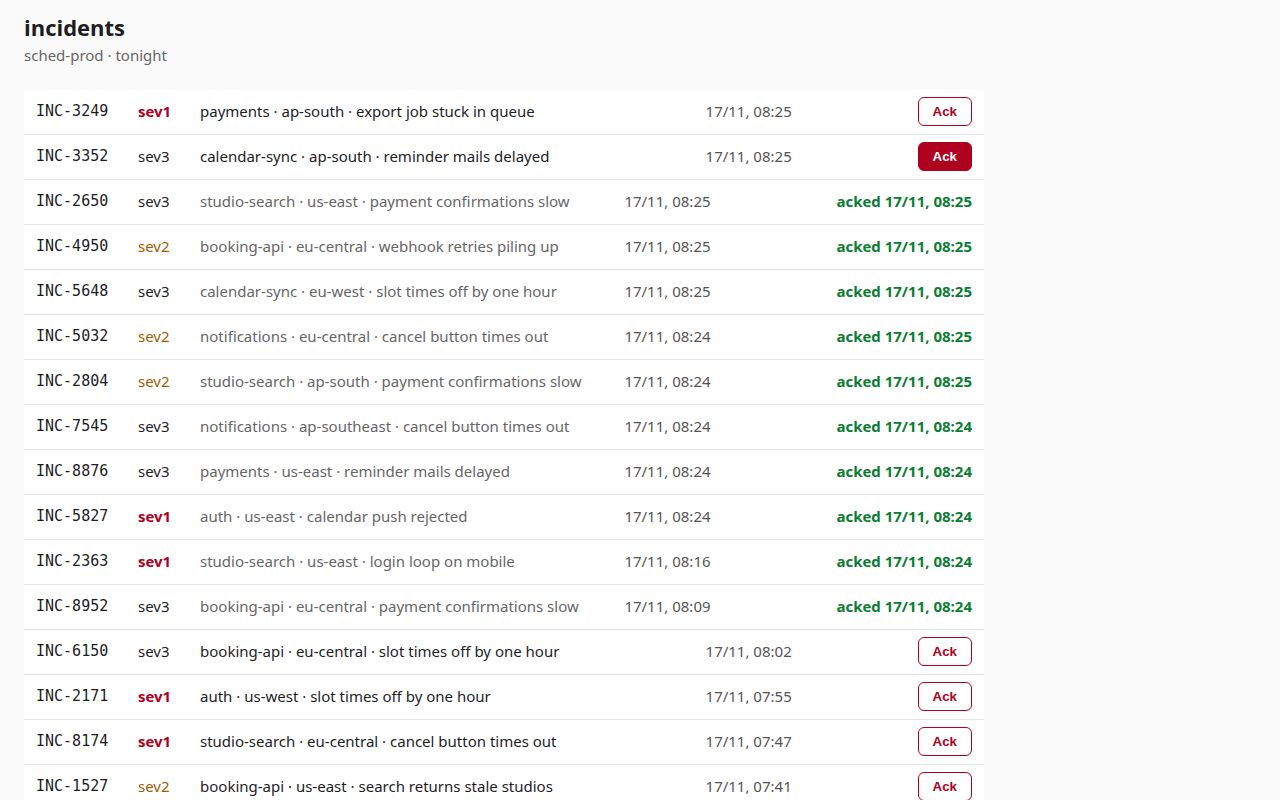 incidents
sched-prod · tonight
INC-3249 sev1 payments · ap-south · export job stuck in queue 17/11, 08:25 Ack
INC-3352 sev3 calendar-sync · ap-south · reminder mails delayed 17/11, 08:25 Ack
INC-2650 sev3 studio-search · us-east · payment confirmations slow 17/11, 08:25 acked 17/11, 08:25
INC-4950 sev2 booking-api · eu-central · webhook retries piling up 17/11, 08:25 acked 17/11, 08:25
INC-5648 sev3 calendar-sync · eu-west · slot times off by one hour 17/11, 08:25 acked 17/11, 08:25
INC-5032 sev2 notifications · eu-central · cancel button times out 17/11, 08:24 acked 17/11, 08:25
INC-2804 sev2 studio-search · ap-south · payment confirmations slow 17/11, 08:24 acked 17/11, 08:25
INC-7545 sev3 notifications · ap-southeast · cancel button times out 17/11, 08:24 acked 17/11, 08:24
INC-8876 sev3 payments · us-east · reminder mails delayed 17/11, 08:24 acked 17/11, 08:24
INC-5827 sev1 auth · us-east · calendar push rejected 17/11, 08:24 acked 17/11, 08:24
INC-2363 sev1 studio-search · us-east · login loop on mobile 17/11, 08:16 acked 17/11, 08:24
INC-8952 sev3 booking-api · eu-central · payment confirmations slow 17/11, 08:09 acked 17/11, 08:24
INC-6150 sev3 booking-api · eu-central · slot times off by one hour 17/11, 08:02 Ack
INC-2171 sev1 auth · us-west · slot times off by one hour 17/11, 07:55 Ack
INC-8174 sev1 studio-search · eu-central · cancel button times out 17/11, 07:47 Ack
INC-1527 sev2 booking-api · us-east · search returns stale studios 17/11, 07:41 Ack